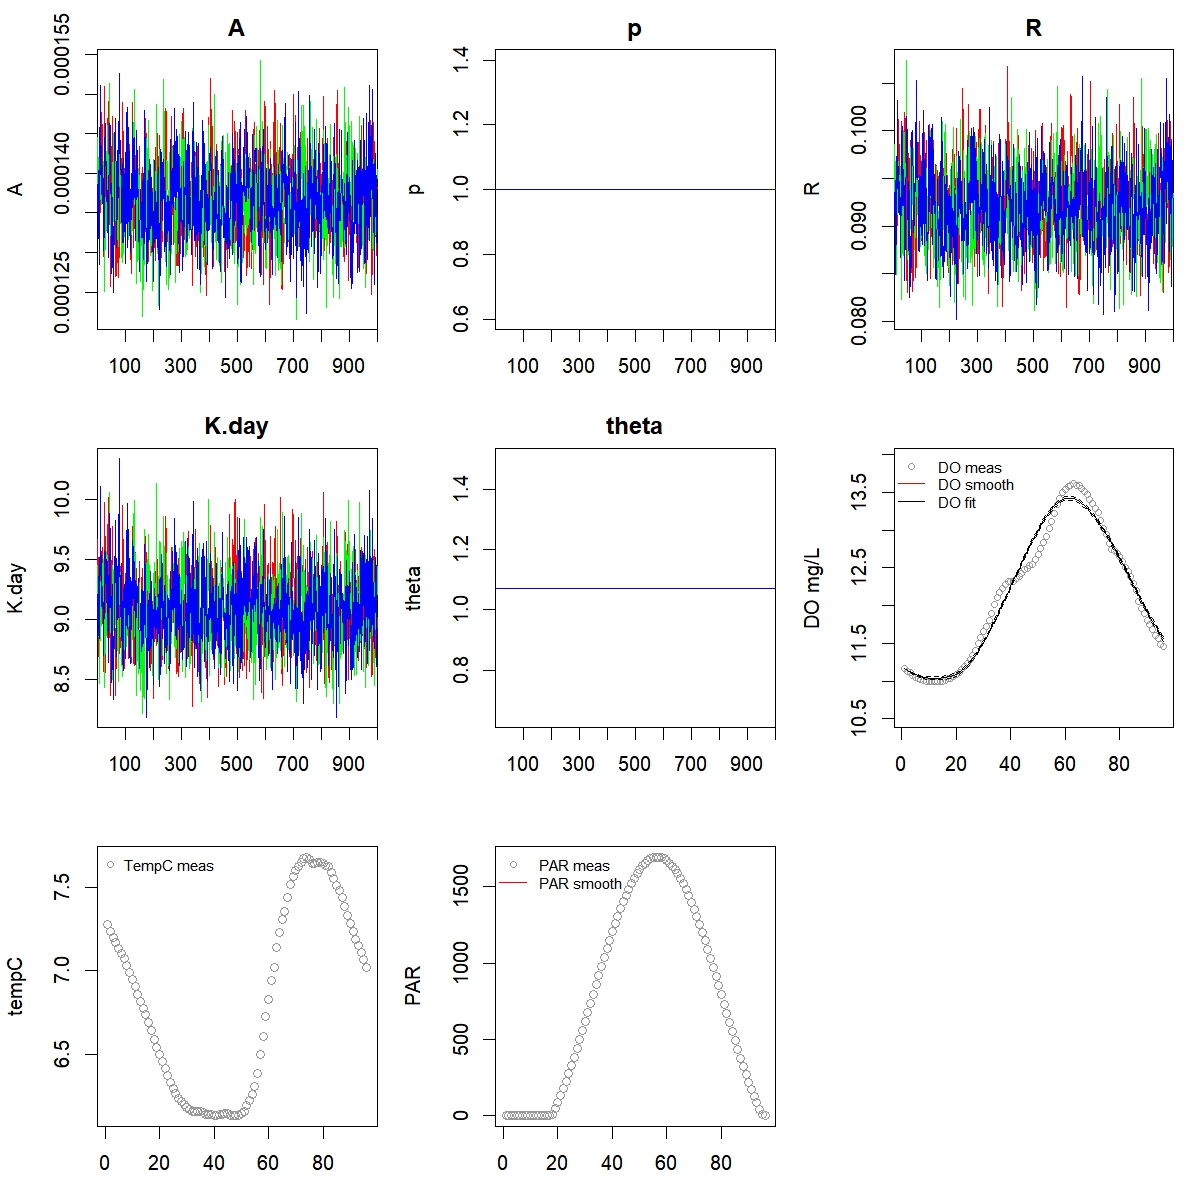 A
A
0.000125 0.000140 0.000155
100 300 500 700 900
p
p
0.6 0.8 1.0 1.2 1.4
100 300 500 700 900
R
R
0.080 0.090 0.100
100 300 500 700 900
K.day
K.day
8.5 9.0 9.5 10.0
100 300 500 700 900
theta
theta
0.8 1.0 1.2 1.4
100 300 500 700 900
DO mg/L
10.5 11.5 12.5 13.5
DO meas
DO smooth
DO fit
0 20 40 60 80
tempC
6.5 7.0 7.5
TempC meas
0 20 40 60 80
PAR
0 500 1000 1500
PAR meas
PAR smooth
0 20 40 60 80